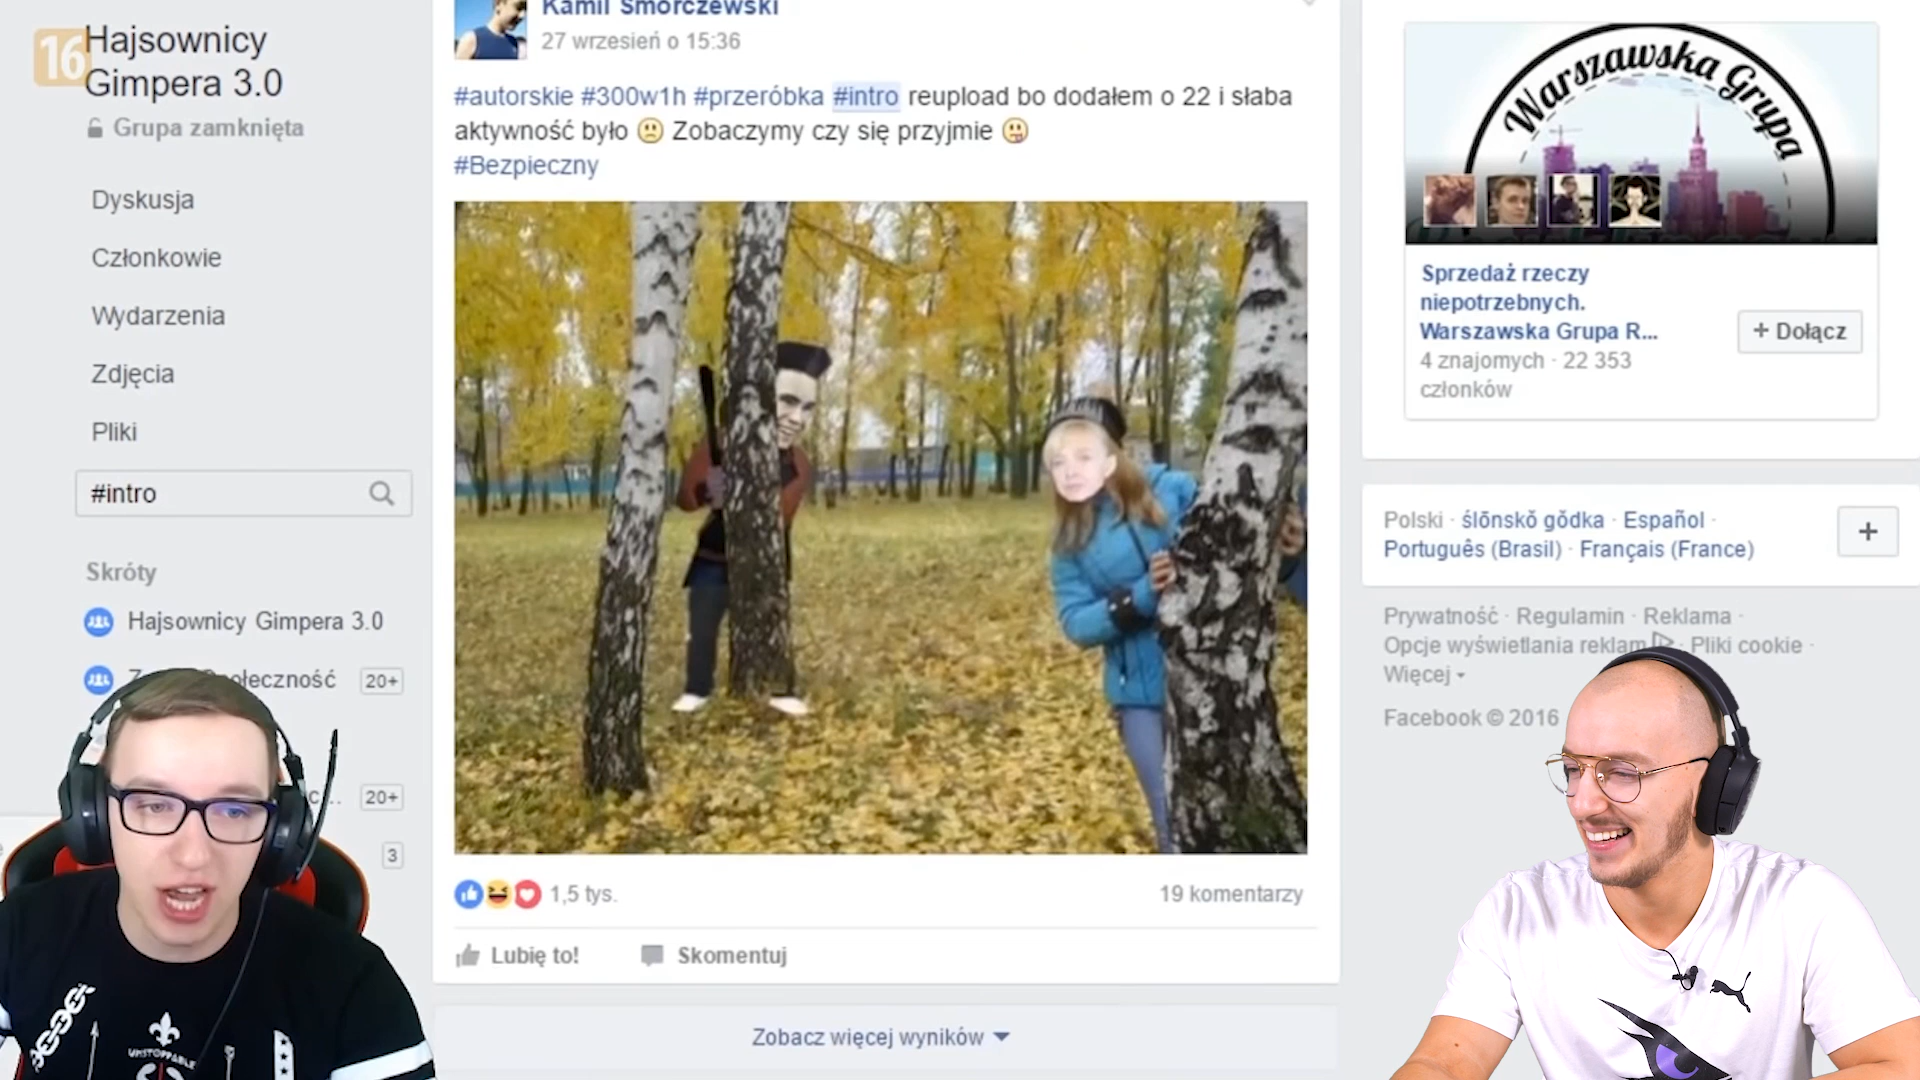 16
Hajsownicy
Gimpera 3.0
Grupa zamknięta
Dyskusja
Członkowie
Wydarzenia
Zdjęcia
Pliki
#intro
Skróty
Hajsownicy Gimpera 3.0
ołeczność 20+
20+
3
Kamil Smorczewski
27 wrzesień o 15:36
#autorskie #300w1h #przeróbka #intro reupload bo dodałem o 22 i słaba
aktywność było Zobaczymy czy się przyjmie
#Bezpieczny
1,5 tys.
19 komentarzy
Lubię to!
Skomentuj
Zobacz więcej wyników
Warszawska Grupa
Sprzedaż rzeczy
niepotrzebnych.
Warszawska Grupa R...
4 znajomych · 22 353
członków
+ Dołącz
Polski · ślōnskŏ gŏdka · Español ·
Português (Brasil) · Français (France)
+
Prywatność · Regulamin · Reklama ·
Opcje wyświetlania reklam · Pliki cookie ·
Więcej
Facebook © 2016
UNSTOPPABLE